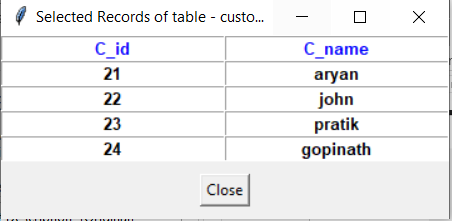 Selected Records of table - custo...
C_id C_name
21 aryan
22 john
23 pratik
24 gopinath
Close